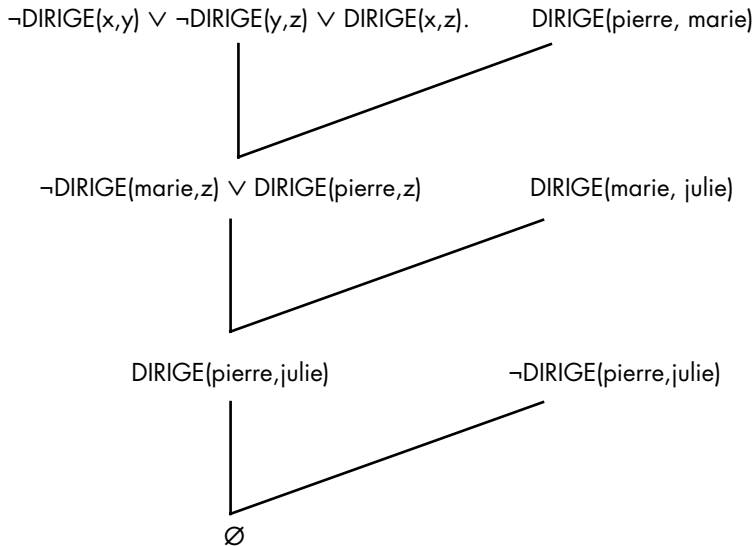 ¬DIRIGE(x,y) ∨ ¬DIRIGE(y,z) ∨ DIRIGE(x,z). DIRIGE(pierre, marie)
¬DIRIGE(marie,z) ∨ DIRIGE(pierre,z) DIRIGE(marie, julie)
DIRIGE(pierre,julie) ¬DIRIGE(pierre,julie)
∅